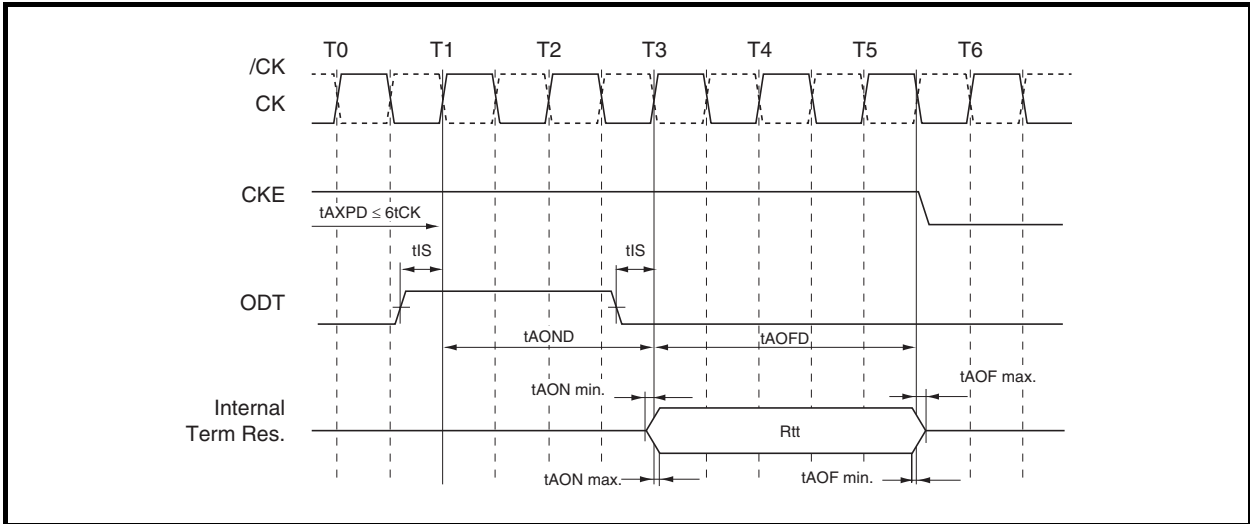 T0 T1 T2 T3 T4 T5 T6
/CK
CK
CKE
tAXPD ≤ 6tCK
tIS tIS
ODT
tAOND tAOFD
tAON min. tAOF max.
Internal
Term Res.
Rtt
tAON max. tAOF min.